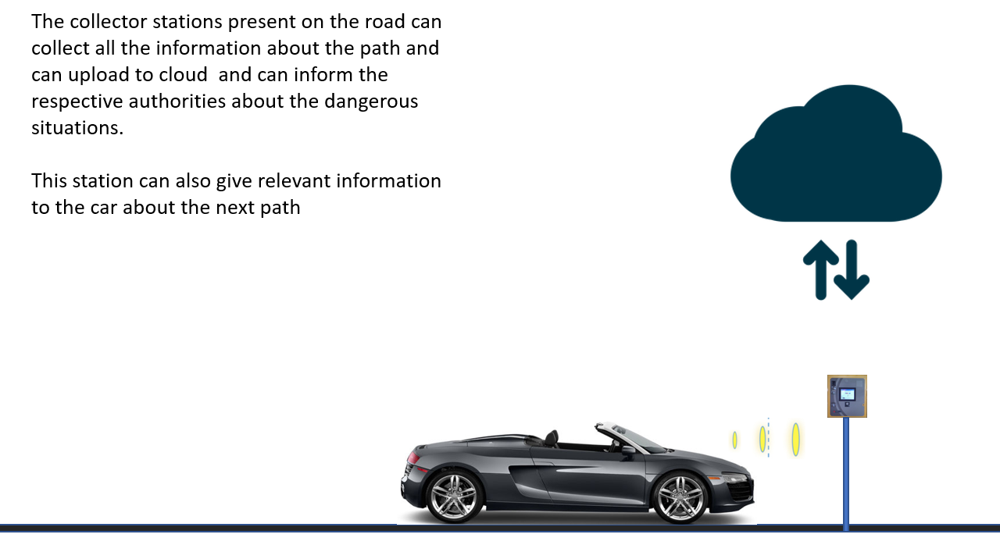 The collector stations present on the road can
collect all the information about the path and
can upload to cloud  and can inform the
respective authorities about the dangerous
situations.
This station can also give relevant information
to the car about the next path